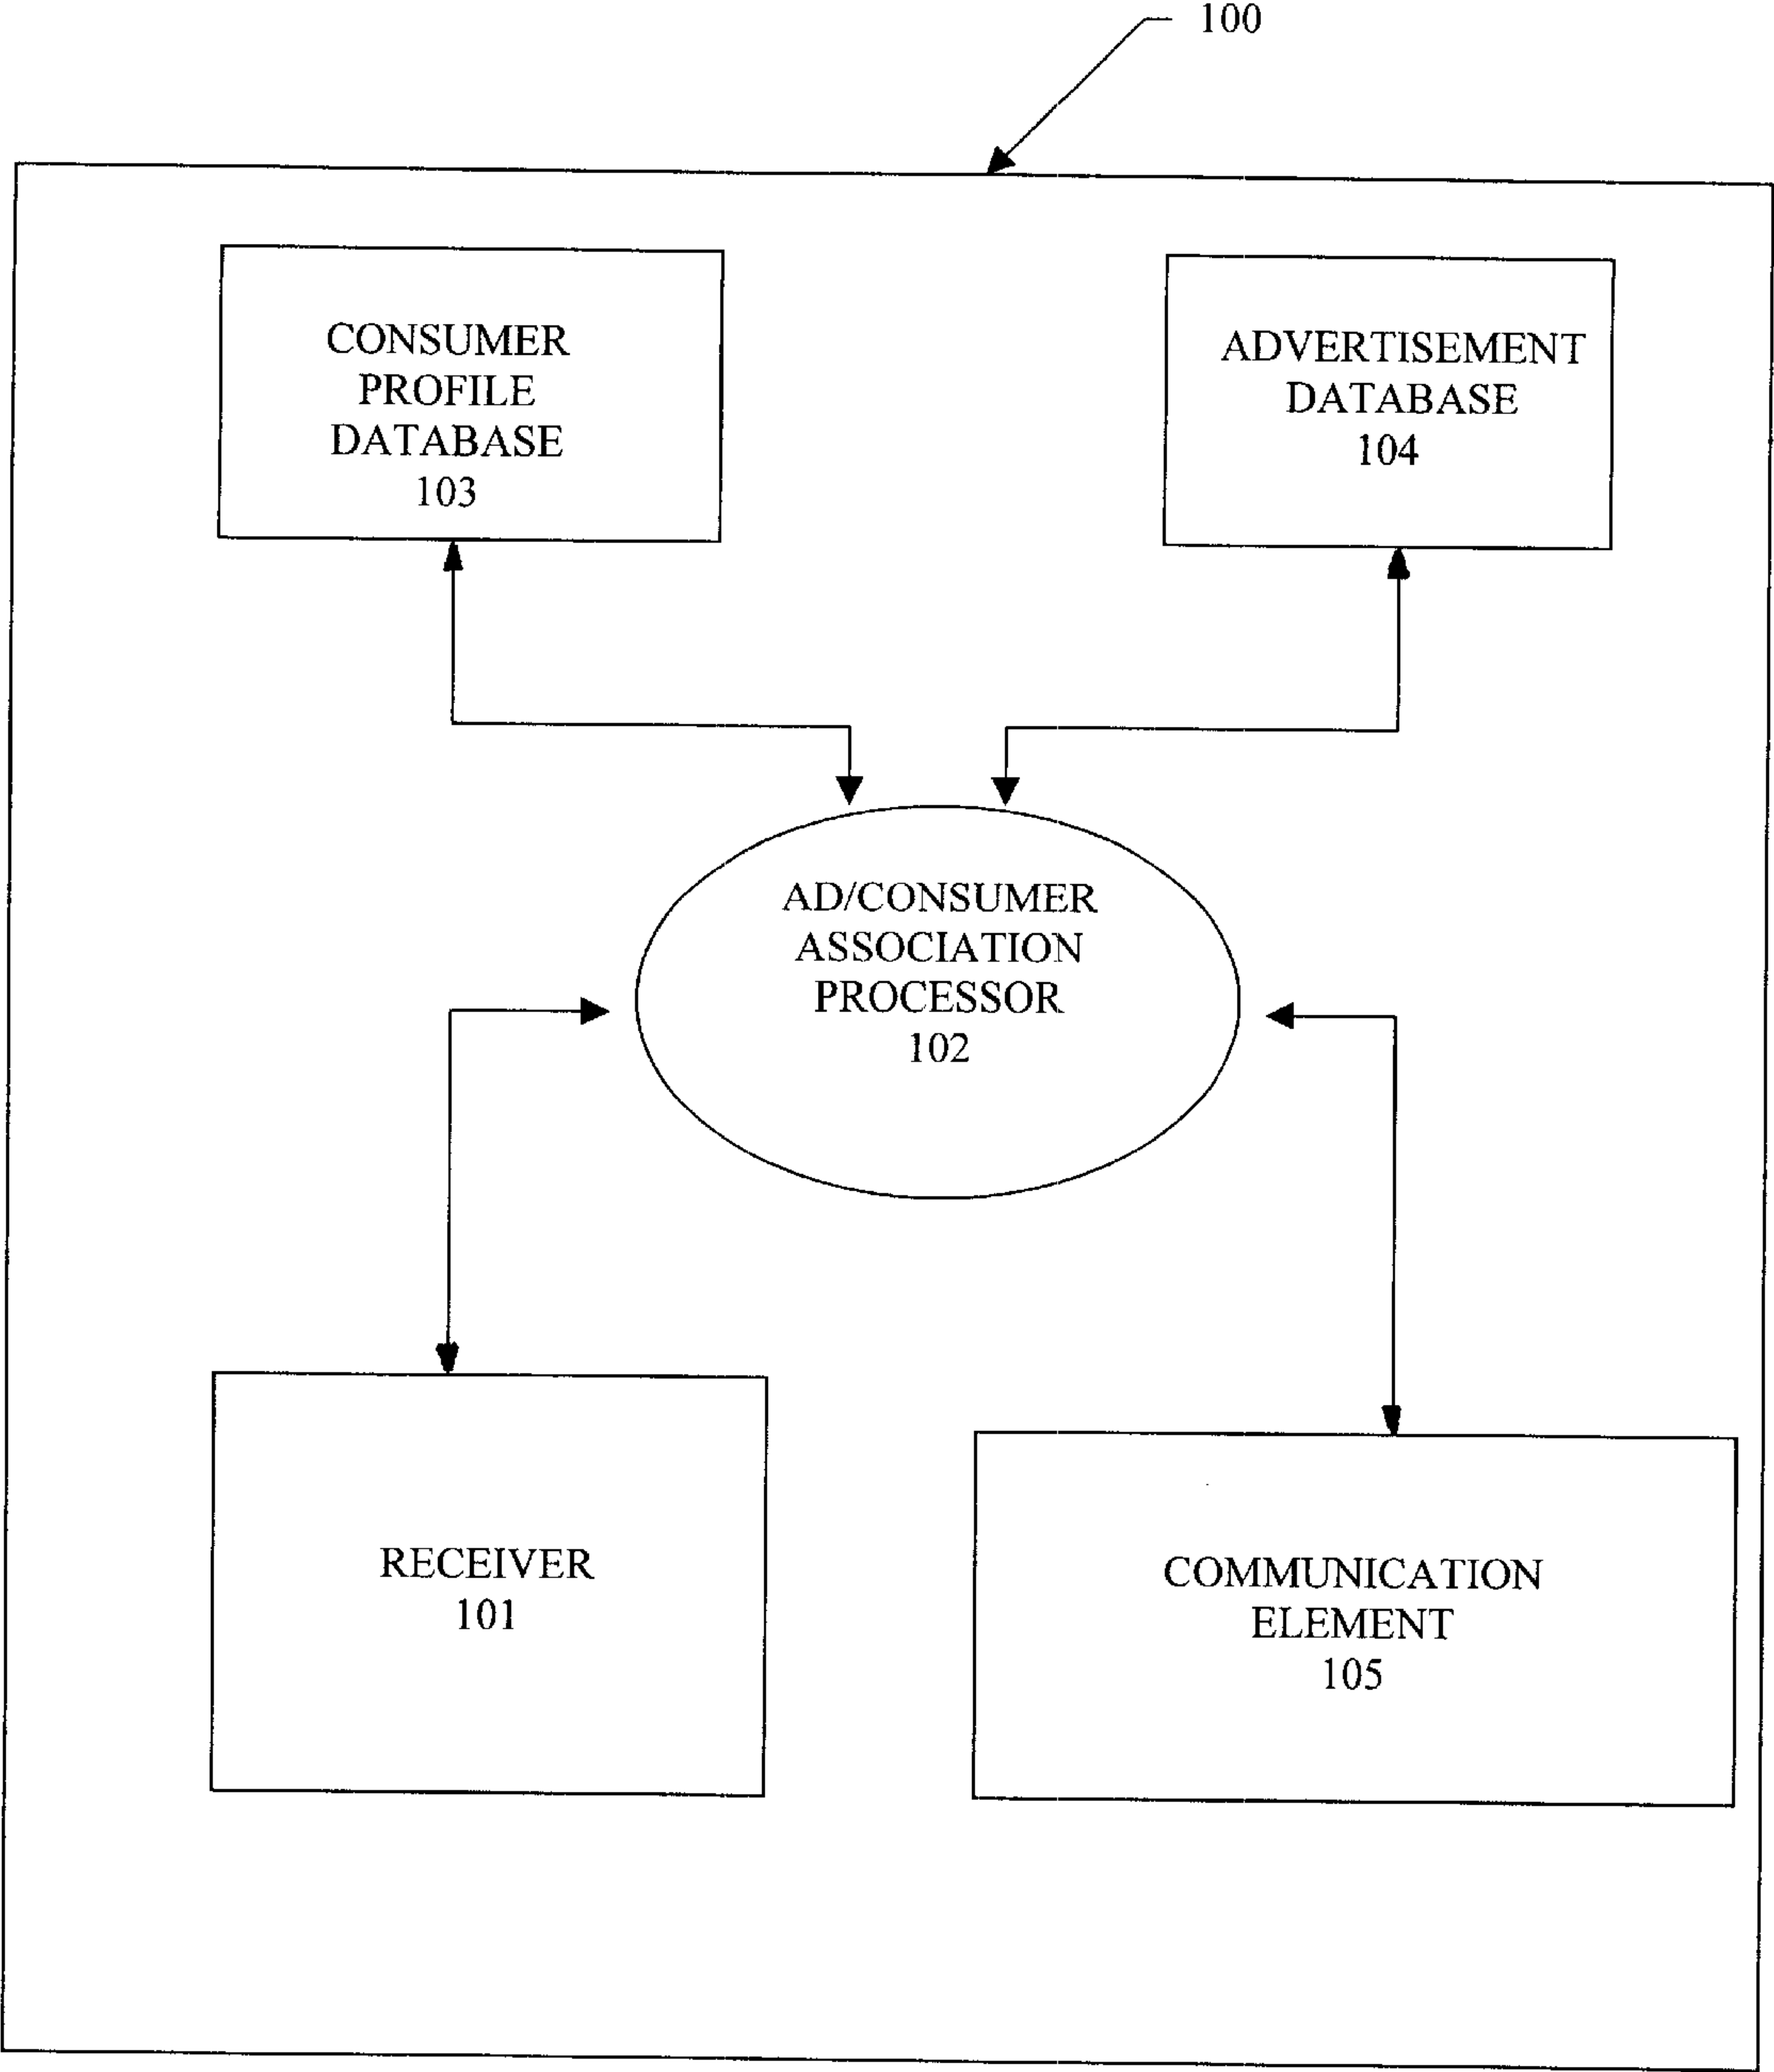 100
CONSUMER
PROFILE
DATABASE
103
ADVERTISEMENT
DATABASE
104
AD/CONSUMER
ASSOCIATION
PROCESSOR
102
RECEIVER
101
COMMUNICATION
ELEMENT
105